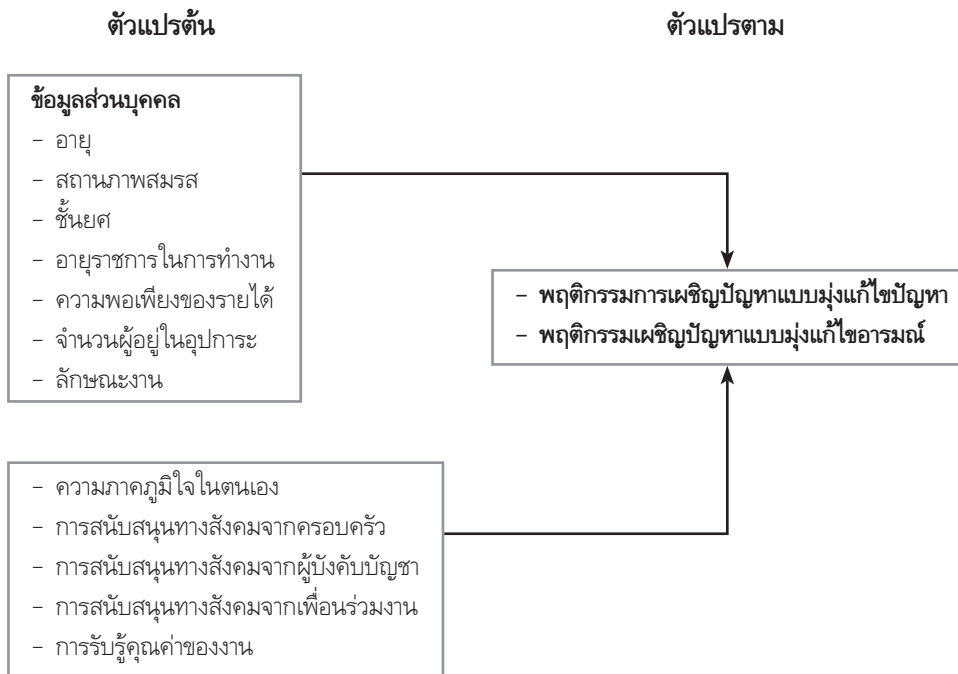 ตัวแปรต้น
ตัวแปรตาม
ข้อมูลส่วนบุคคล
– อายุ
– สถานภาพสมรส
– ชั้นยศ
– อายุราชการในการทำงาน
– ความพอเพียงของรายได้
– จำนวนผู้อยู่ในอุปการะ
– ลักษณะงาน
– พฤติกรรมการเผชิญปัญหาแบบมุ่งแก้ไขปัญหา
– พฤติกรรมเผชิญปัญหาแบบมุ่งแก้ไขอารมณ์
– ความภาคภูมิใจในตนเอง
– การสนับสนุนทางสังคมจากครอบครัว
– การสนับสนุนทางสังคมจากผู้บังคับบัญชา
– การสนับสนุนทางสังคมจากเพื่อนร่วมงาน
– การรับรู้คุณค่าของงาน